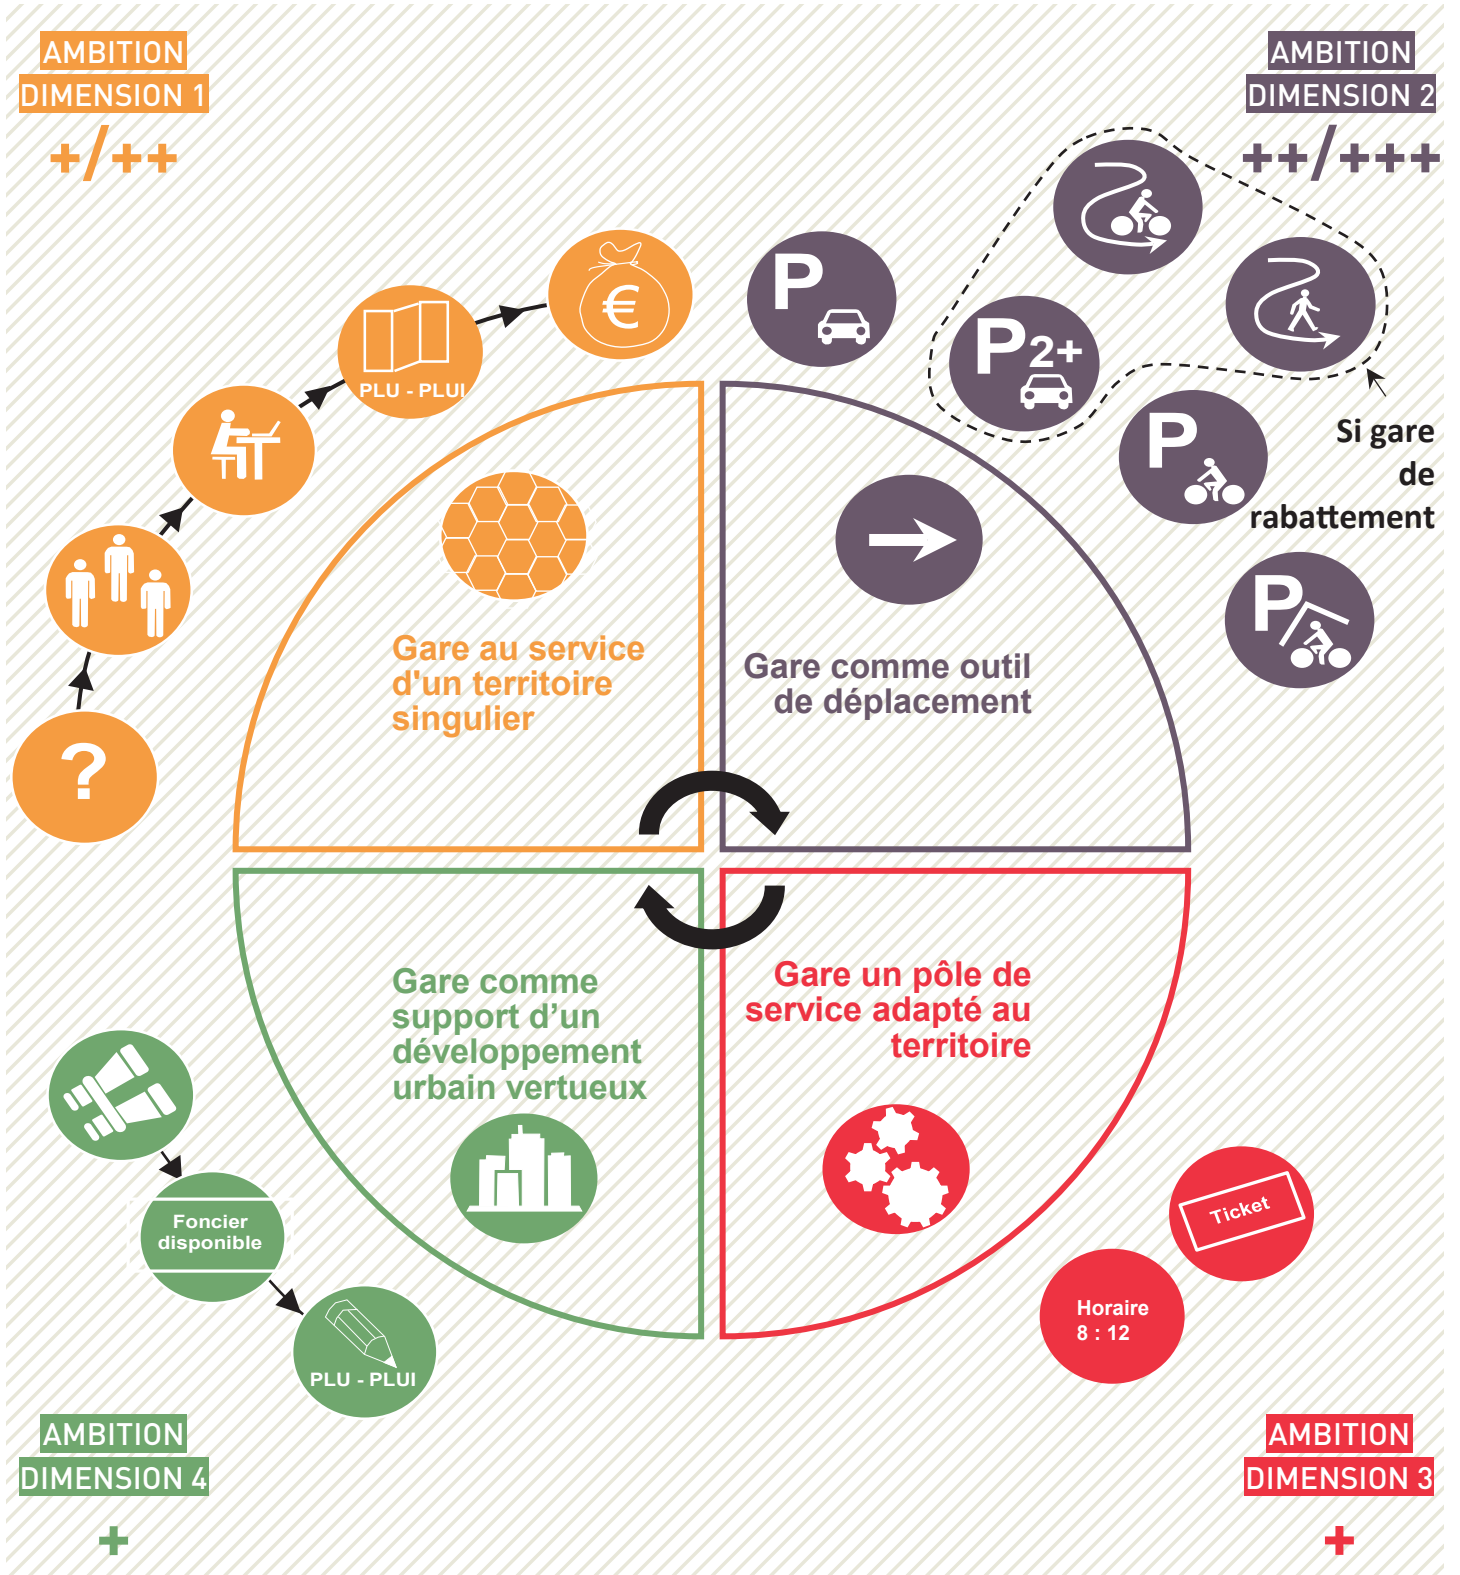 AMBITION
DIMENSION 1
+/++
AMBITION
DIMENSION 2
++/+++
€
PLU - PLUI
?
P
P2+
P
P
Si gare
de
rabattement
Gare au service
d'un territoire
singulier
Gare comme outil
de déplacement
Gare comme
support d’un
développement
urbain vertueux
Gare un pôle de
service adapté au
territoire
Foncier
disponible
PLU - PLUI
Ticket
Horaire
8 : 12
AMBITION
DIMENSION 4
+
AMBITION
DIMENSION 3
+